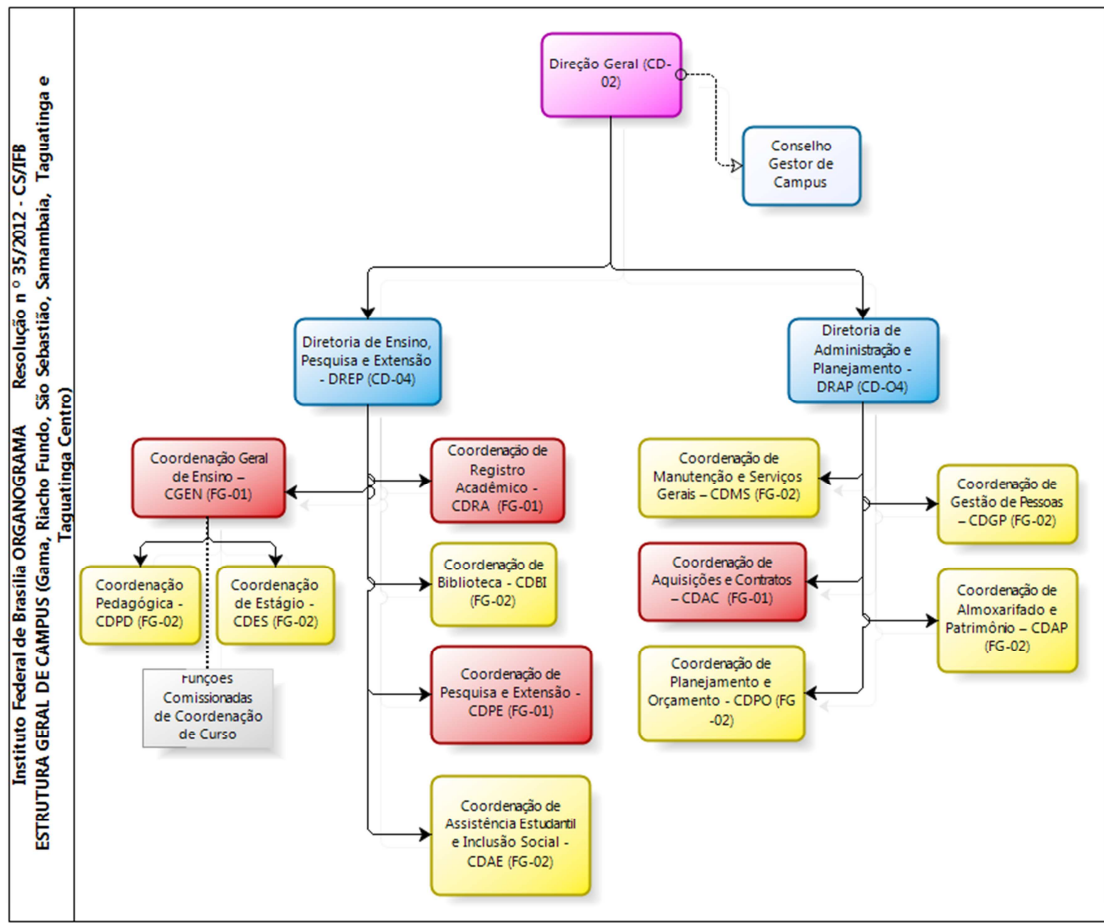 Instituto Federal de Brasília ORGANOGRAMA Resolução n º 35/2012 - CS/IFB
ESTRUTURA GERAL DE CAMPUS (Gama, Riacho Fundo, São Sebastião, Samambaia, Taguatinga e
Taguatinga Centro)
Direção Geral (CD-
02)
Conselho
Gestor de
Campus
Diretoria de Ensino,
Pesquisa e Extensão
- DREP (CD-04)
Diretoria de
Administração e
Planejamento -
DRAP (CD-O4)
Coordenação Geral
de Ensino –
CGEN (FG-01)
Coordenação de
Registro
Acadêmico -
CDRA (FG-01)
Coordenação de
Manutenção e Serviços
Gerais – CDMS (FG-02)
Coordenação de
Gestão de Pessoas
– CDGP (FG-02)
Coordenação
Pedagógica -
CDPD (FG-02)
Coordenação
de Estágio -
CDES (FG-02)
Coordenação de
Biblioteca - CDBI
(FG-02)
Coordenação de
Aquisições e Contratos
– CDAC (FG-01)
Coordenação de
Almoxarifado e
Patrimônio – CDAP
(FG-02)
Funções
Comissionadas
de Coordenação
de Curso
Coordenação de
Pesquisa e Extensão -
CDPE (FG-01)
Coordenação de
Planejamento e
Orçamento - CDPO (FG
-02)
Coordenação de
Assistência Estudantil
e Inclusão Social -
CDAE (FG-02)